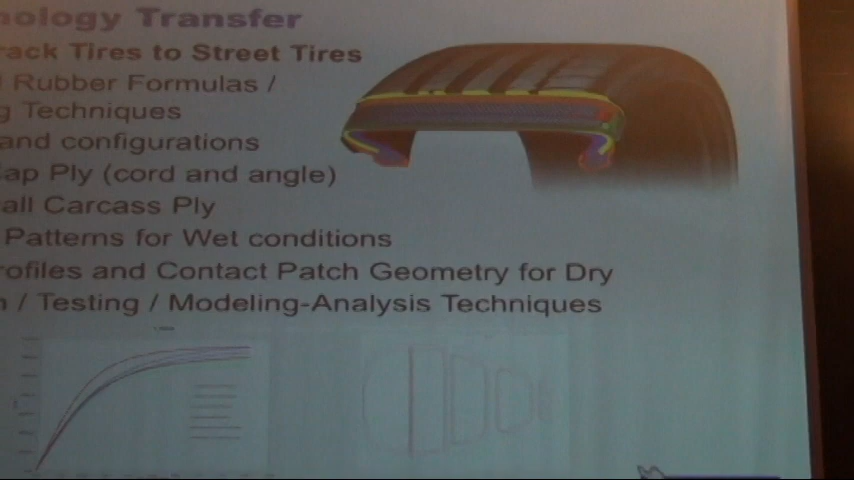 nology Transfer
rack Tires to Street Tires
Rubber Formulas /
g Techniques
and configurations
ap Ply (cord and angle)
all Carcass Ply
Patterns for Wet conditions
rofiles and Contact Patch Geometry for Dry
n / Testing / Modeling-Analysis Techniques